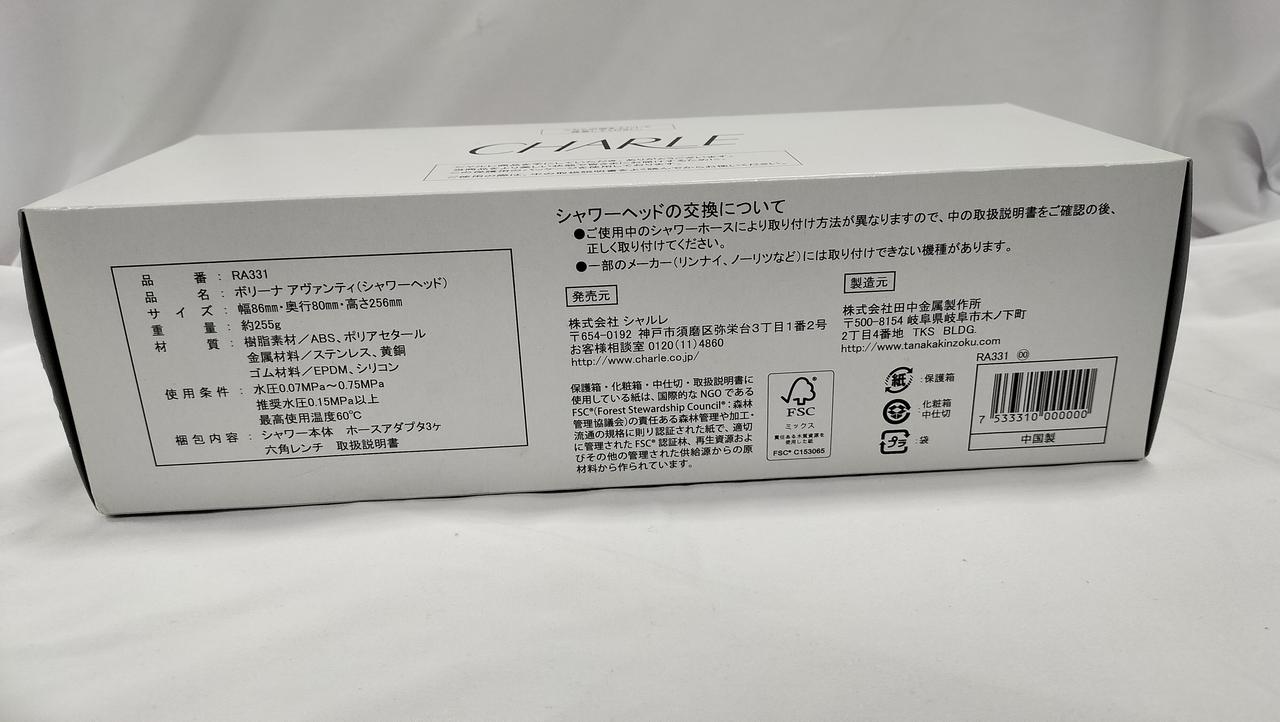 CHARLE
シャワーヘッドの交換について
●ご使用中のシャワーホースにより取り付け方法が異なりますので、中の取扱説明書をご確認の後、
正しく取り付けてください。
●一部のメーカー(リンナイ、ノーリツなど)には取り付けできない機種があります。
品番:RA331
品名:ボリーナ アヴァンティ(シャワーヘッド)
サイズ:幅86mm・奥行80mm・高さ256mm
重量:約255g
材質:樹脂素材/ABS、ポリアセタール
金属材料/ステンレス、黄銅
ゴム材料/EPDM、シリコン
使用条件:水圧0.07MPa〜0.75MPa
推奨水圧0.15MPa以上
最高使用温度60℃
梱包内容:シャワー本体 ホースアダプタ3ヶ
六角レンチ 取扱説明書
発売元
株式会社 シャルレ
〒654-0192 神戸市須磨区弥栄台3丁目1番2号
お客様相談室 0120(11)4860
http://www.charle.co.jp/
製造元
株式会社田中金属製作所
〒500-8154 岐阜県岐阜市木ノ下町
2丁目4番地 TKS BLDG.
http://www.tanakakinzoku.com
保護箱・化粧箱・中仕切・取扱説明書に
使用している紙は、国際的なNGOである
FSC®(Forest Stewardship Council®:森林
管理協議会)の責任ある森林管理や加工・
流通の規格に則り認証された紙で、適切
に管理されたFSC®認証林、再生資源およ
びその他の管理された供給源からの原
材料から作られています。
FSC
ミックス
責任ある木質資源を
使用した紙
FSC® C153065
紙:保護箱
:化粧箱
中仕切
プラ:袋
RA331 00
7 533310 000000
中国製